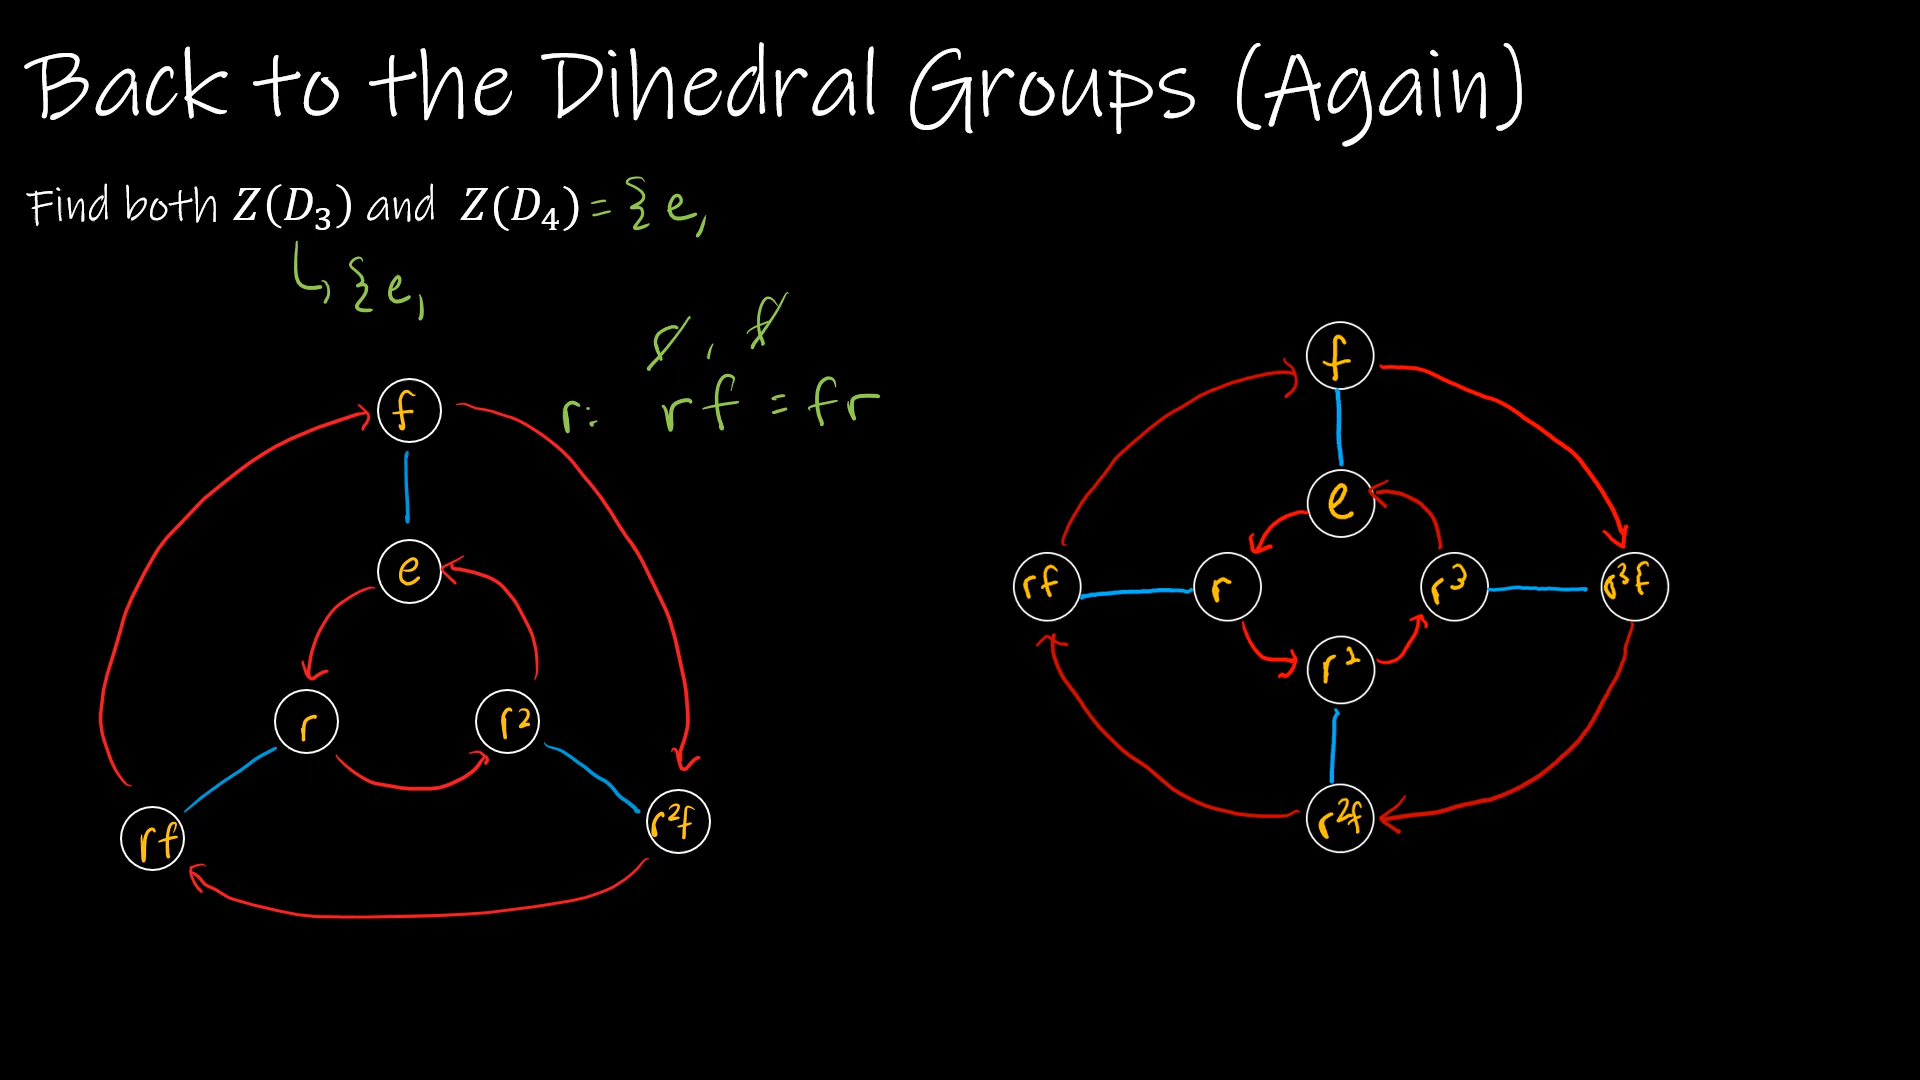 Back to the Dihedral Groups (Again)
Find both Z(D₃) and Z(D₄) = { e,
{ e,
r, f
r: rf = fr
f
e
r
r²
rf
r²f
f
e
rf
r
r³
r³f
r²
r²f